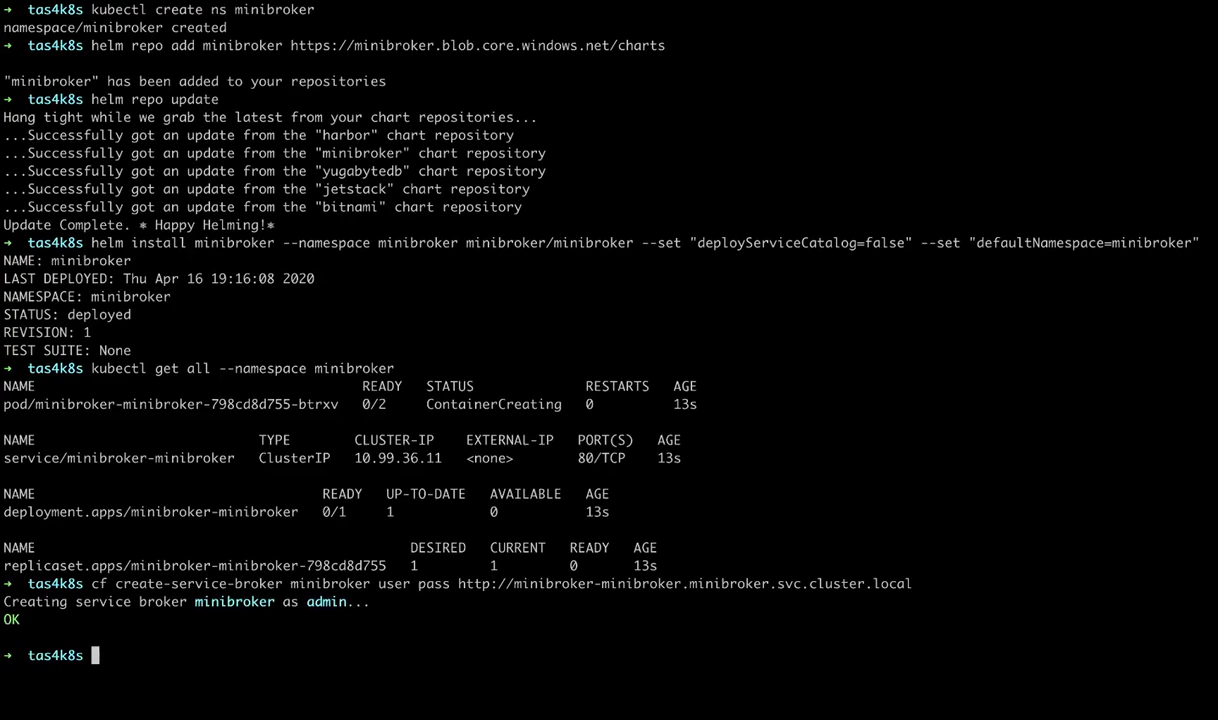 ➜ tas4k8s kubectl create ns minibroker
namespace/minibroker created
➜ tas4k8s helm repo add minibroker https://minibroker.blob.core.windows.net/charts
"minibroker" has been added to your repositories
➜ tas4k8s helm repo update
Hang tight while we grab the latest from your chart repositories...
...Successfully got an update from the "harbor" chart repository
...Successfully got an update from the "minibroker" chart repository
...Successfully got an update from the "yugabytedb" chart repository
...Successfully got an update from the "jetstack" chart repository
...Successfully got an update from the "bitnami" chart repository
Update Complete. ⎈ Happy Helming!⎈
➜ tas4k8s helm install minibroker --namespace minibroker minibroker/minibroker --set "deployServiceCatalog=false" --set "defaultNamespace=minibroker"
NAME: minibroker
LAST DEPLOYED: Thu Apr 16 19:16:08 2020
NAMESPACE: minibroker
STATUS: deployed
REVISION: 1
TEST SUITE: None
➜ tas4k8s kubectl get all --namespace minibroker
NAME READY STATUS RESTARTS AGE
pod/minibroker-minibroker-798cd8d755-btrxv 0/2 ContainerCreating 0 13s
NAME TYPE CLUSTER-IP EXTERNAL-IP PORT(S) AGE
service/minibroker-minibroker ClusterIP 10.99.36.11 <none> 80/TCP 13s
NAME READY UP-TO-DATE AVAILABLE AGE
deployment.apps/minibroker-minibroker 0/1 1 0 13s
NAME DESIRED CURRENT READY AGE
replicaset.apps/minibroker-minibroker-798cd8d755 1 1 0 13s
➜ tas4k8s cf create-service-broker minibroker user pass http://minibroker-minibroker.minibroker.svc.cluster.local
Creating service broker minibroker as admin...
OK
➜ tas4k8s